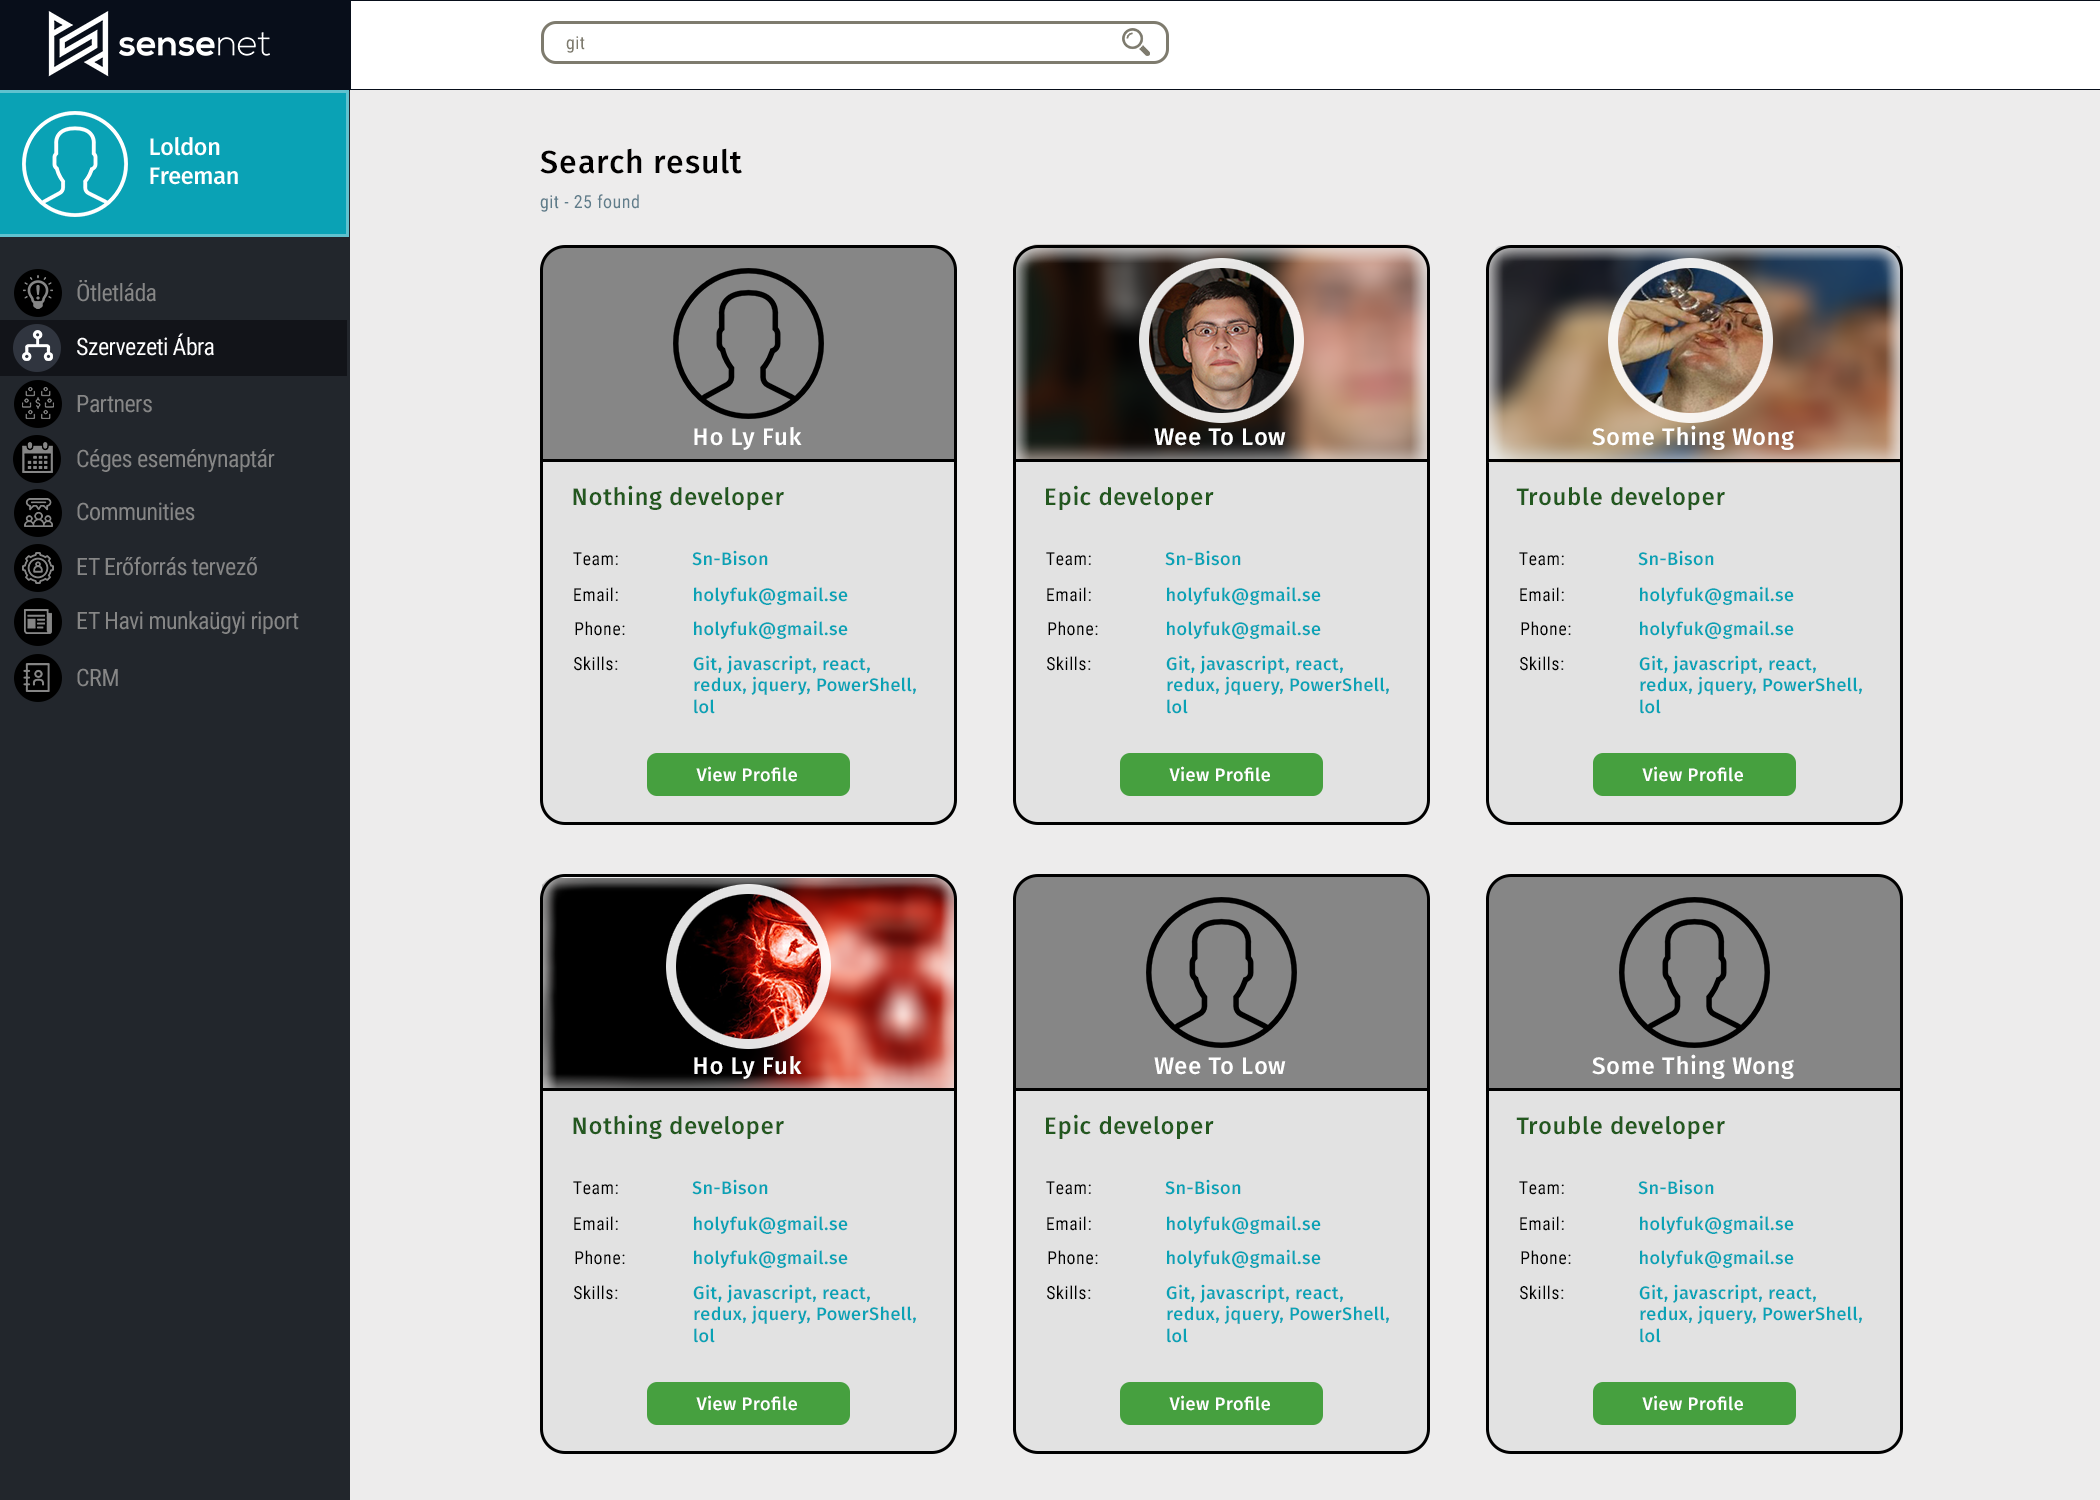 sensenet
git
Loldon
Freeman
Ötletláda
Szervezeti Ábra
Partners
Céges eseménynaptár
Communities
ET Erőforrás tervező
ET Havi munkaügyi riport
CRM
Search result
git - 25 found
Ho Ly Fuk
Nothing developer
Team: Sn-Bison
Email: holyfuk@gmail.se
Phone: holyfuk@gmail.se
Skills: Git, javascript, react,
redux, jquery, PowerShell,
lol
View Profile
Wee To Low
Epic developer
Team: Sn-Bison
Email: holyfuk@gmail.se
Phone: holyfuk@gmail.se
Skills: Git, javascript, react,
redux, jquery, PowerShell,
lol
View Profile
Some Thing Wong
Trouble developer
Team: Sn-Bison
Email: holyfuk@gmail.se
Phone: holyfuk@gmail.se
Skills: Git, javascript, react,
redux, jquery, PowerShell,
lol
View Profile
Ho Ly Fuk
Nothing developer
Team: Sn-Bison
Email: holyfuk@gmail.se
Phone: holyfuk@gmail.se
Skills: Git, javascript, react,
redux, jquery, PowerShell,
lol
View Profile
Wee To Low
Epic developer
Team: Sn-Bison
Email: holyfuk@gmail.se
Phone: holyfuk@gmail.se
Skills: Git, javascript, react,
redux, jquery, PowerShell,
lol
View Profile
Some Thing Wong
Trouble developer
Team: Sn-Bison
Email: holyfuk@gmail.se
Phone: holyfuk@gmail.se
Skills: Git, javascript, react,
redux, jquery, PowerShell,
lol
View Profile